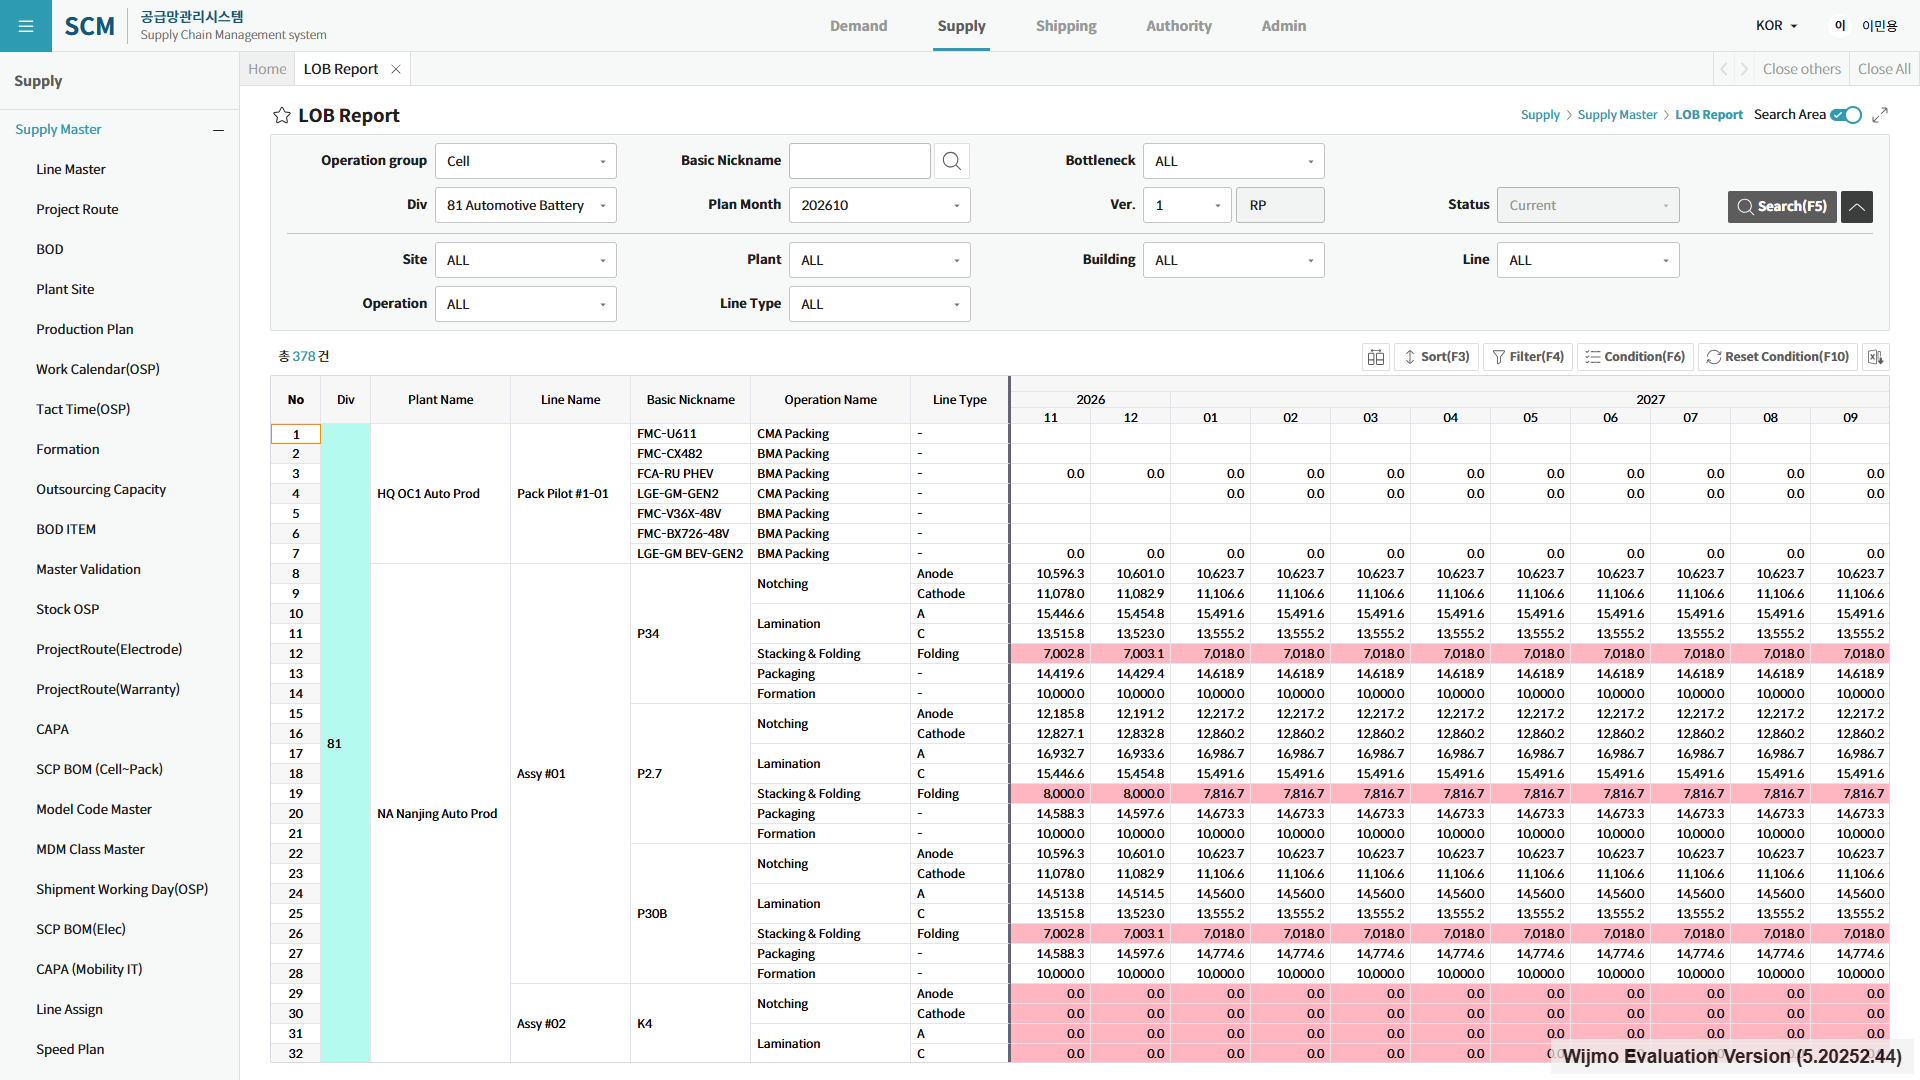 SCM 공급망관리시스템 Supply Chain Management system
Demand Supply Shipping Authority Admin
KOR 이 이민용
Supply
Supply Master
Line Master
Project Route
BOD
Plant Site
Production Plan
Work Calendar(OSP)
Tact Time(OSP)
Formation
Outsourcing Capacity
BOD ITEM
Master Validation
Stock OSP
ProjectRoute(Electrode)
ProjectRoute(Warranty)
CAPA
SCP BOM (Cell~Pack)
Model Code Master
MDM Class Master
Shipment Working Day(OSP)
SCP BOM(Elec)
CAPA (Mobility IT)
Line Assign
Speed Plan
Home LOB Report Close others Close All
LOB Report
Supply > Supply Master > LOB Report Search Area
Operation group Cell Basic Nickname Bottleneck ALL
Div 81 Automotive Battery Plan Month 202610 Ver. 1 RP Status Current Search(F5)
Site ALL Plant ALL Building ALL Line ALL
Operation ALL Line Type ALL
총 378 건
Sort(F3) Filter(F4) Condition(F6) Reset Condition(F10)
No Div Plant Name Line Name Basic Nickname Operation Name Line Type 2026 2027
11 12 01 02 03 04 05 06 07 08 09
1 FMC-U611 CMA Packing -
2 FMC-CX482 BMA Packing -
3 FCA-RU PHEV BMA Packing - 0.0 0.0 0.0 0.0 0.0 0.0 0.0 0.0 0.0 0.0 0.0
4 HQ OC1 Auto Prod Pack Pilot #1-01 LGE-GM-GEN2 CMA Packing - 0.0 0.0 0.0 0.0 0.0 0.0 0.0 0.0 0.0
5 FMC-V36X-48V BMA Packing -
6 FMC-BX726-48V BMA Packing -
7 LGE-GM BEV-GEN2 BMA Packing - 0.0 0.0 0.0 0.0 0.0 0.0 0.0 0.0 0.0 0.0 0.0
8 Notching Anode 10,596.3 10,601.0 10,623.7 10,623.7 10,623.7 10,623.7 10,623.7 10,623.7 10,623.7 10,623.7 10,623.7
9 Cathode 11,078.0 11,082.9 11,106.6 11,106.6 11,106.6 11,106.6 11,106.6 11,106.6 11,106.6 11,106.6 11,106.6
10 Lamination A 15,446.6 15,454.8 15,491.6 15,491.6 15,491.6 15,491.6 15,491.6 15,491.6 15,491.6 15,491.6 15,491.6
11 P34 C 13,515.8 13,523.0 13,555.2 13,555.2 13,555.2 13,555.2 13,555.2 13,555.2 13,555.2 13,555.2 13,555.2
12 Stacking & Folding Folding 7,002.8 7,003.1 7,018.0 7,018.0 7,018.0 7,018.0 7,018.0 7,018.0 7,018.0 7,018.0 7,018.0
13 Packaging - 14,419.6 14,429.4 14,618.9 14,618.9 14,618.9 14,618.9 14,618.9 14,618.9 14,618.9 14,618.9 14,618.9
14 Formation - 10,000.0 10,000.0 10,000.0 10,000.0 10,000.0 10,000.0 10,000.0 10,000.0 10,000.0 10,000.0 10,000.0
15 Notching Anode 12,185.8 12,191.2 12,217.2 12,217.2 12,217.2 12,217.2 12,217.2 12,217.2 12,217.2 12,217.2 12,217.2
16 81 Cathode 12,827.1 12,832.8 12,860.2 12,860.2 12,860.2 12,860.2 12,860.2 12,860.2 12,860.2 12,860.2 12,860.2
17 Lamination A 16,932.7 16,933.6 16,986.7 16,986.7 16,986.7 16,986.7 16,986.7 16,986.7 16,986.7 16,986.7 16,986.7
18 Assy #01 P2.7 C 15,446.6 15,454.8 15,491.6 15,491.6 15,491.6 15,491.6 15,491.6 15,491.6 15,491.6 15,491.6 15,491.6
19 Stacking & Folding Folding 8,000.0 8,000.0 7,816.7 7,816.7 7,816.7 7,816.7 7,816.7 7,816.7 7,816.7 7,816.7 7,816.7
20 NA Nanjing Auto Prod Packaging - 14,588.3 14,597.6 14,673.3 14,673.3 14,673.3 14,673.3 14,673.3 14,673.3 14,673.3 14,673.3 14,673.3
21 Formation - 10,000.0 10,000.0 10,000.0 10,000.0 10,000.0 10,000.0 10,000.0 10,000.0 10,000.0 10,000.0 10,000.0
22 Notching Anode 10,596.3 10,601.0 10,623.7 10,623.7 10,623.7 10,623.7 10,623.7 10,623.7 10,623.7 10,623.7 10,623.7
23 Cathode 11,078.0 11,082.9 11,106.6 11,106.6 11,106.6 11,106.6 11,106.6 11,106.6 11,106.6 11,106.6 11,106.6
24 Lamination A 14,513.8 14,514.5 14,560.0 14,560.0 14,560.0 14,560.0 14,560.0 14,560.0 14,560.0 14,560.0 14,560.0
25 P30B C 13,515.8 13,523.0 13,555.2 13,555.2 13,555.2 13,555.2 13,555.2 13,555.2 13,555.2 13,555.2 13,555.2
26 Stacking & Folding Folding 7,002.8 7,003.1 7,018.0 7,018.0 7,018.0 7,018.0 7,018.0 7,018.0 7,018.0 7,018.0 7,018.0
27 Packaging - 14,588.3 14,597.6 14,774.6 14,774.6 14,774.6 14,774.6 14,774.6 14,774.6 14,774.6 14,774.6 14,774.6
28 Formation - 10,000.0 10,000.0 10,000.0 10,000.0 10,000.0 10,000.0 10,000.0 10,000.0 10,000.0 10,000.0 10,000.0
29 Notching Anode 0.0 0.0 0.0 0.0 0.0 0.0 0.0 0.0 0.0 0.0 0.0
30 Assy #02 K4 Cathode 0.0 0.0 0.0 0.0 0.0 0.0 0.0 0.0 0.0 0.0 0.0
31 Lamination A 0.0 0.0 0.0 0.0 0.0 0.0 0.0 0.0 0.0 0.0 0.0
32 C 0.0 0.0 0.0 0.0 0.0 0.0
Wijmo Evaluation Version (5.20252.44)